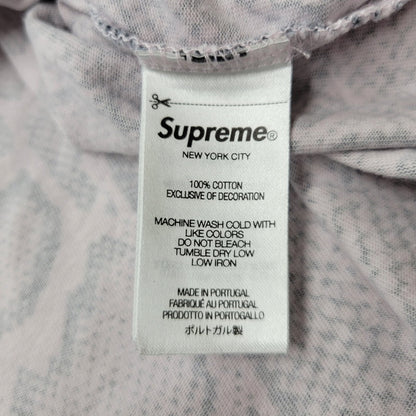 Supreme®
NEW YORK CITY
100% COTTON
EXCLUSIVE OF DECORATION
MACHINE WASH COLD WITH
LIKE COLORS
DO NOT BLEACH
TUMBLE DRY LOW
LOW IRON
MADE IN PORTUGAL
FABRIQUÉ AU PORTUGAL
PRODOTTO IN PORTOGALLO
ポルトガル製